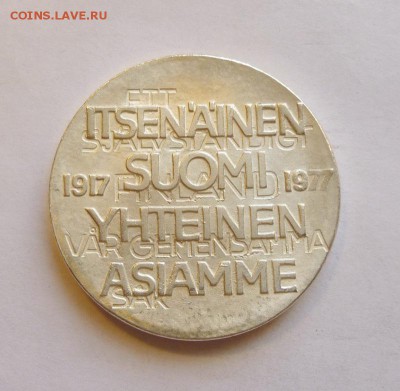 COINS.LAVE.RU
ETT
ITSENÄINEN
SJÄLVSTÄNDIGT
SUOMI
1917 FINLAND 1977
YHTEINEN
VÅR GEMENSAMMA
ASIAMME
SAK